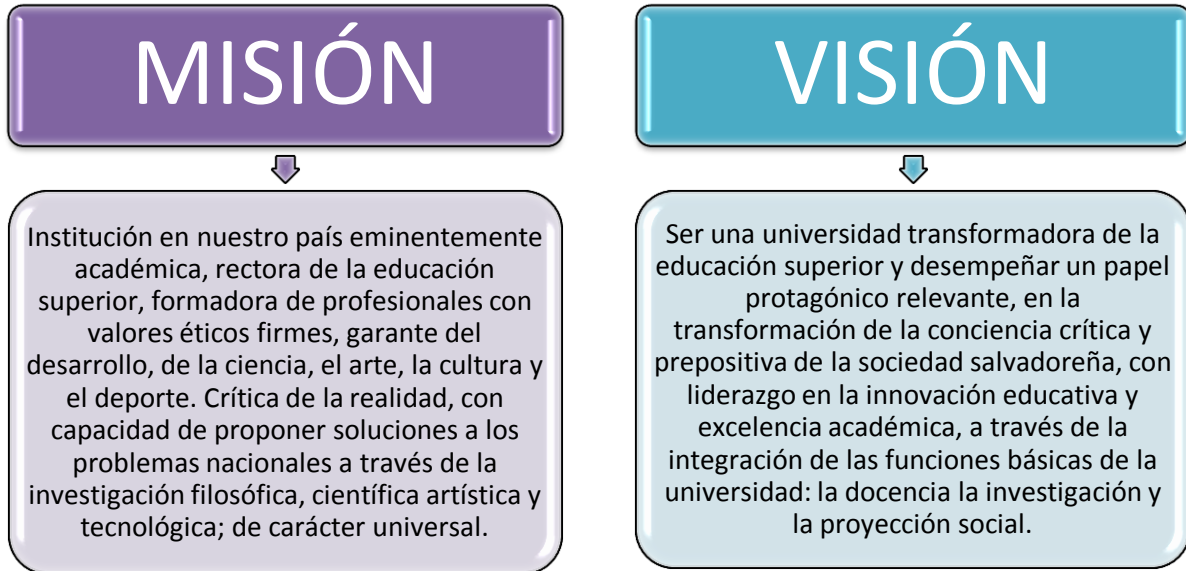 MISIÓN
Institución en nuestro país eminentemente
académica, rectora de la educación
superior, formadora de profesionales con
valores éticos firmes, garante del
desarrollo, de la ciencia, el arte, la cultura y
el deporte. Crítica de la realidad, con
capacidad de proponer soluciones a los
problemas nacionales a través de la
investigación filosófica, científica artística y
tecnológica; de carácter universal.
VISIÓN
Ser una universidad transformadora de la
educación superior y desempeñar un papel
protagónico relevante, en la
transformación de la conciencia crítica y
prepositiva de la sociedad salvadoreña, con
liderazgo en la innovación educativa y
excelencia académica, a través de la
integración de las funciones básicas de la
universidad: la docencia la investigación y
la proyección social.